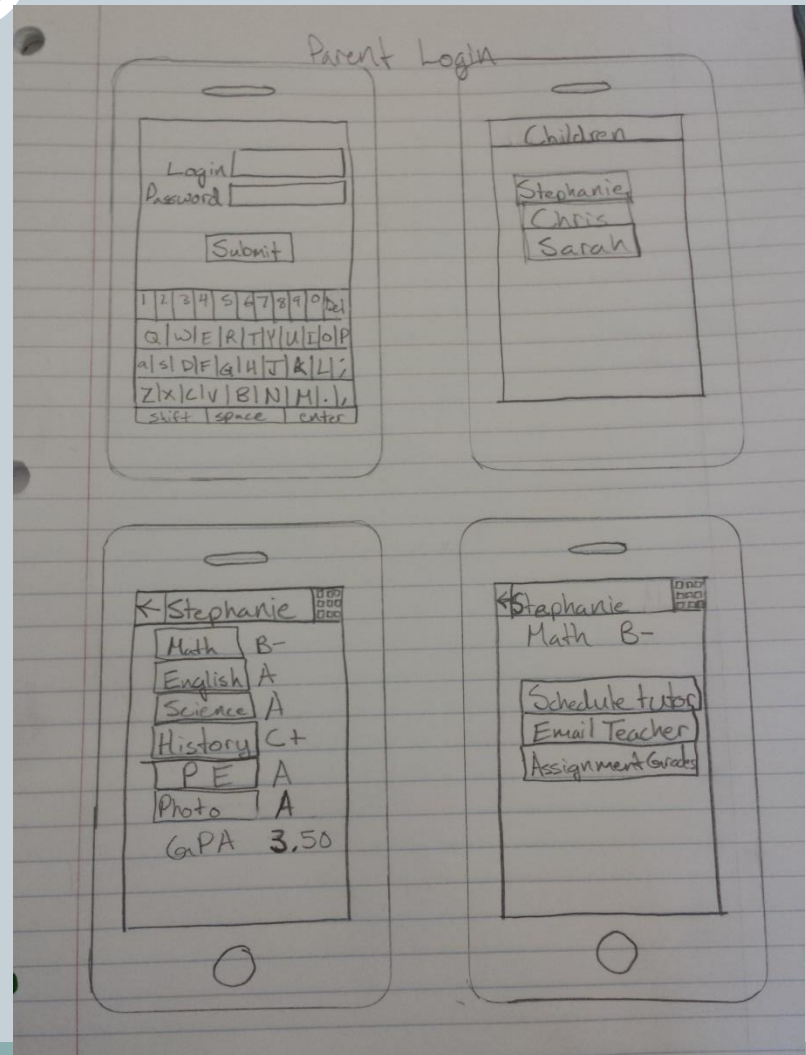 Parent Login
Login
Password
Submit
1 2 3 4 5 6 7 8 9 0 Del
Q W E R T Y U I O P
a S D F G H J K L ;
Z X C V B N M . ,
shift space enter
Children
Stephanie
Chris
Sarah
← Stephanie
Math B-
English A
Science A
History C+
PE A
Photo A
GPA 3.50
← Stephanie
Math B-
Schedule tutor
Email Teacher
Assignment Grades